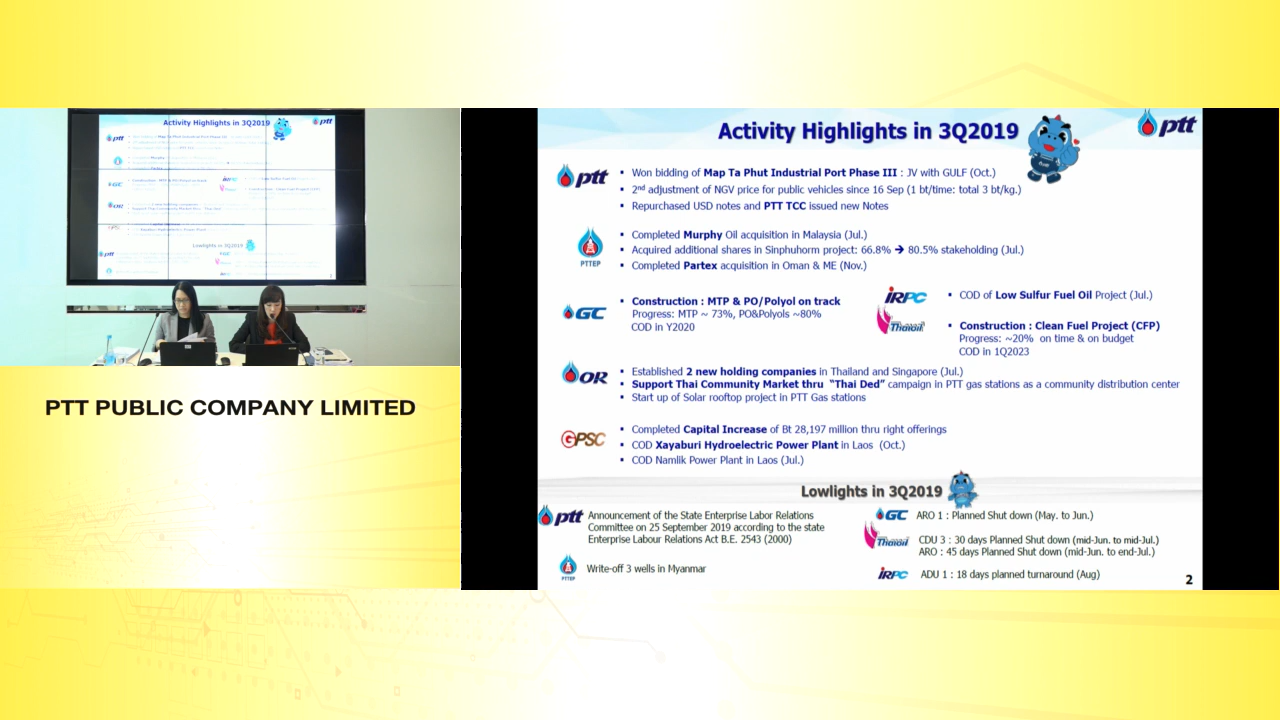 Activity Highlights in 3Q2019
ptt
ptt
Won bidding of Map Ta Phut Industrial Port Phase III : JV with GULF (Oct.)
2nd adjustment of NGV price for public vehicles since 16 Sep (1 bt/time: total 3 bt/kg.)
Repurchased USD notes and PTT TCC issued new Notes
PTTEP
Completed Murphy Oil acquisition in Malaysia (Jul.)
Acquired additional shares in Sinphuhorm project: 66.8% ➔ 80.5% stakeholding (Jul.)
Completed Partex acquisition in Oman & ME (Nov.)
GC
Construction : MTP & PO/Polyol on track
Progress: MTP ~ 73%, PO&Polyols ~80%
COD in Y2020
IRPC
COD of Low Sulfur Fuel Oil Project (Jul.)
Thaioil
Construction : Clean Fuel Project (CFP)
Progress: ~20% on time & on budget
COD in 1Q2023
OR
Established 2 new holding companies in Thailand and Singapore (Jul.)
Support Thai Community Market thru "Thai Ded" campaign in PTT gas stations as a community distribution center
Start up of Solar rooftop project in PTT Gas stations
GPSC
Completed Capital Increase of Bt 28,197 million thru right offerings
COD Xayaburi Hydroelectric Power Plant in Laos (Oct.)
COD Namlik Power Plant in Laos (Jul.)
Lowlights in 3Q2019
ptt
Announcement of the State Enterprise Labor Relations
Committee on 25 September 2019 according to the state
Enterprise Labour Relations Act B.E. 2543 (2000)
PTTEP
Write-off 3 wells in Myanmar
GC
ARO 1 : Planned Shut down (May. to Jun.)
Thaioil
CDU 3 : 30 days Planned Shut down (mid-Jun. to mid-Jul.)
ARO : 45 days Planned Shut down (mid-Jun. to end-Jul.)
IRPC
ADU 1 : 18 days planned turnaround (Aug)
2
Activity Highlights in 3Q2019
ptt
ptt
GC
OR
Lowlights in 3Q2019
PTT PUBLIC COMPANY LIMITED